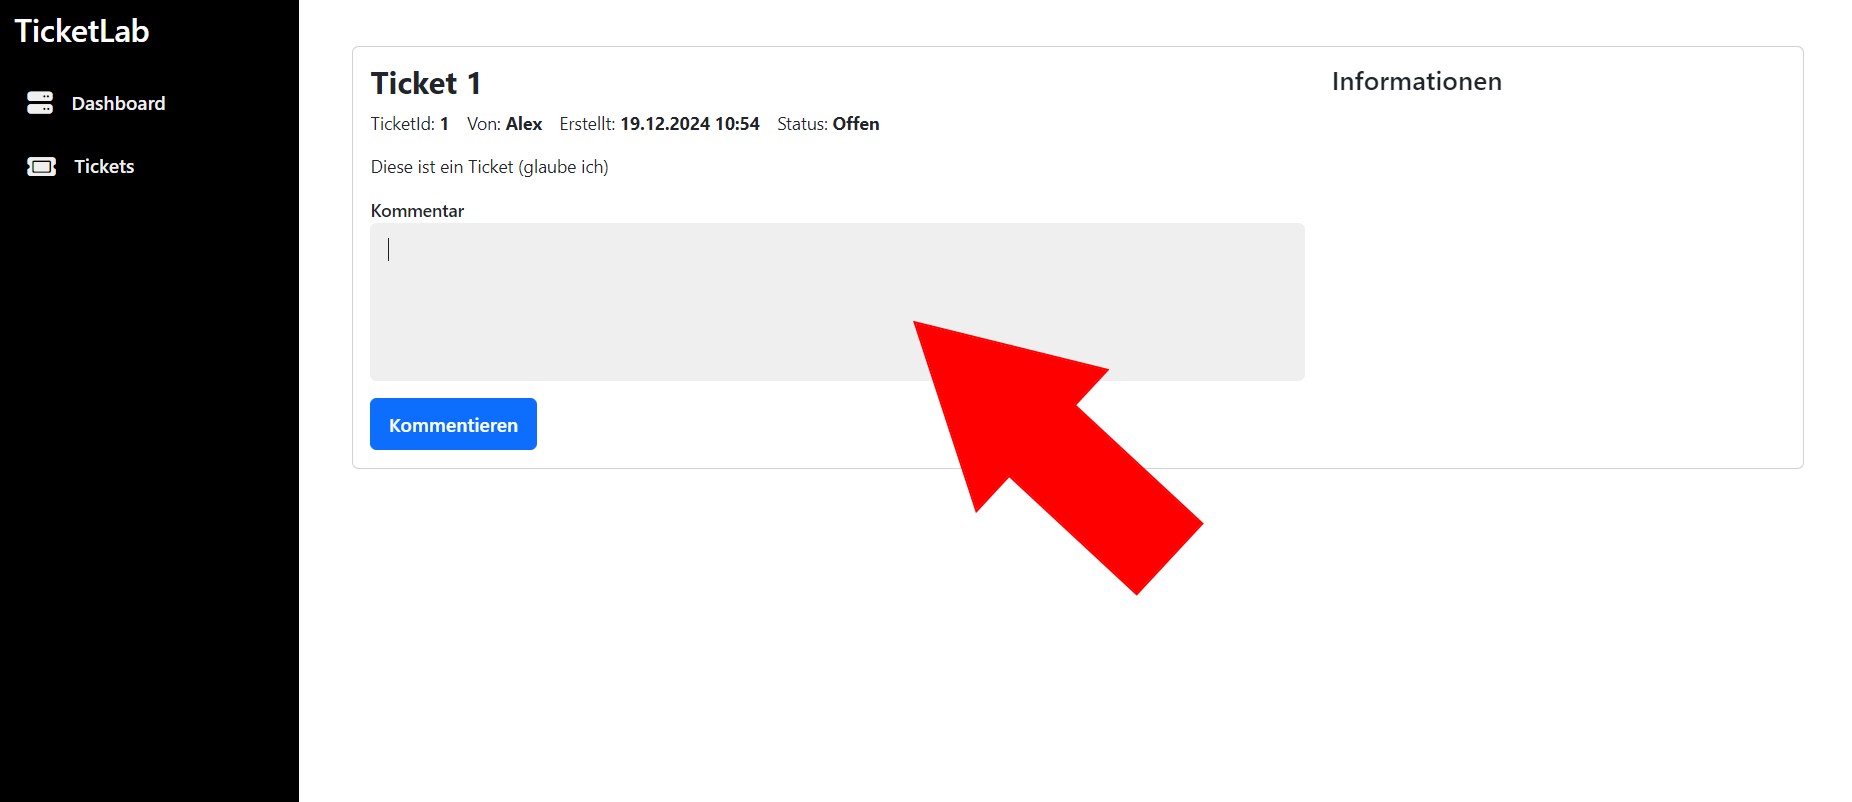 TicketLab
Dashboard
Tickets
Ticket 1
TicketId: 1 Von: Alex Erstellt: 19.12.2024 10:54 Status: Offen
Diese ist ein Ticket (glaube ich)
Kommentar
Kommentieren
Informationen